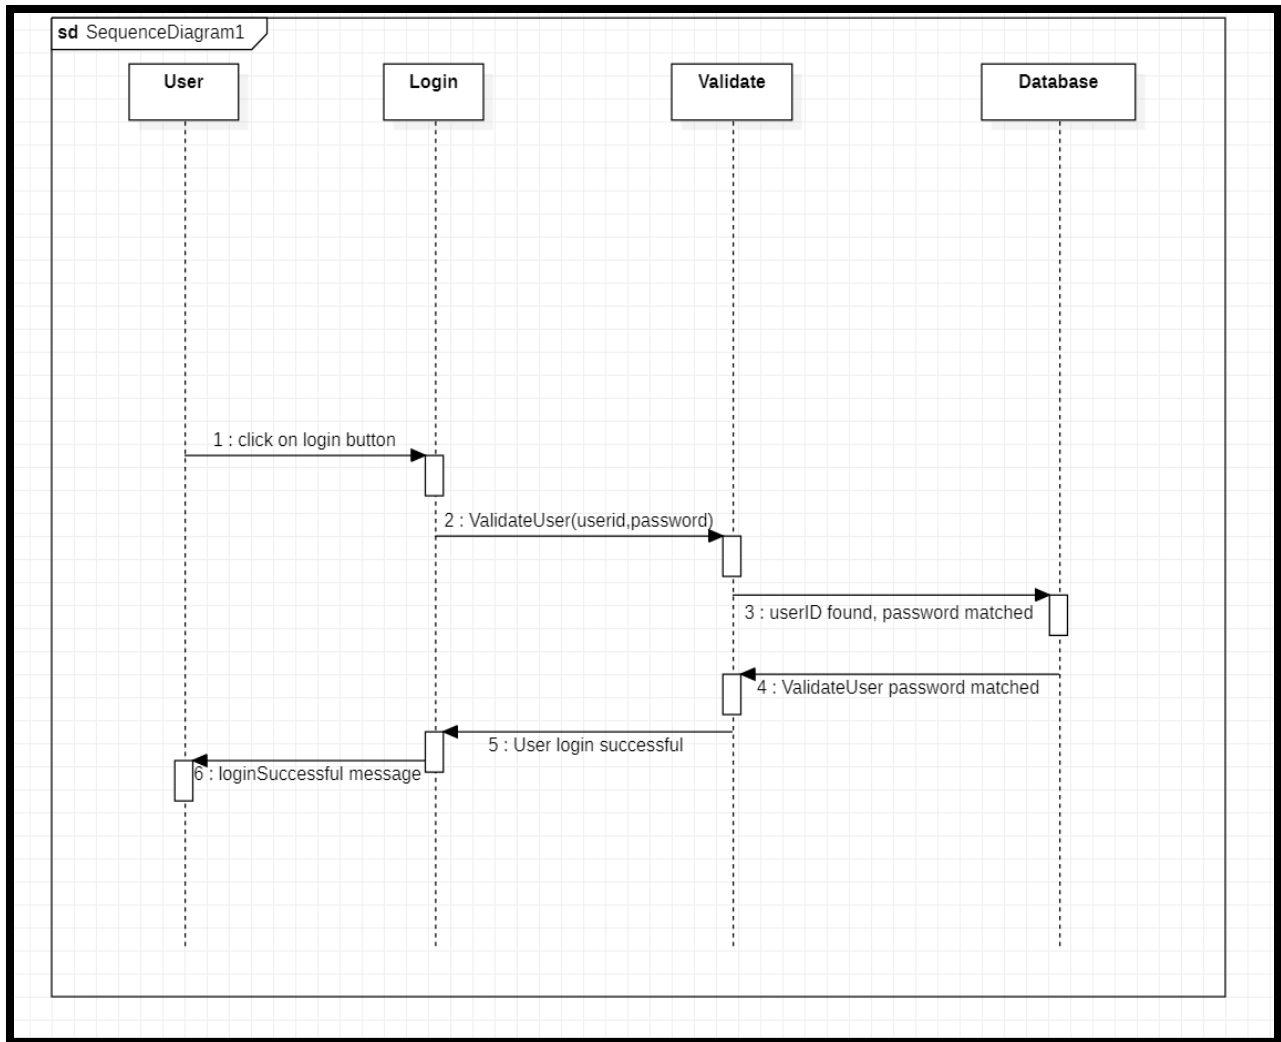 sd SequenceDiagram1
User
Login
Validate
Database
1 : click on login button
2 : ValidateUser(userid,password)
3 : userID found, password matched
4 : ValidateUser password matched
5 : User login successful
6 : loginSuccessful message